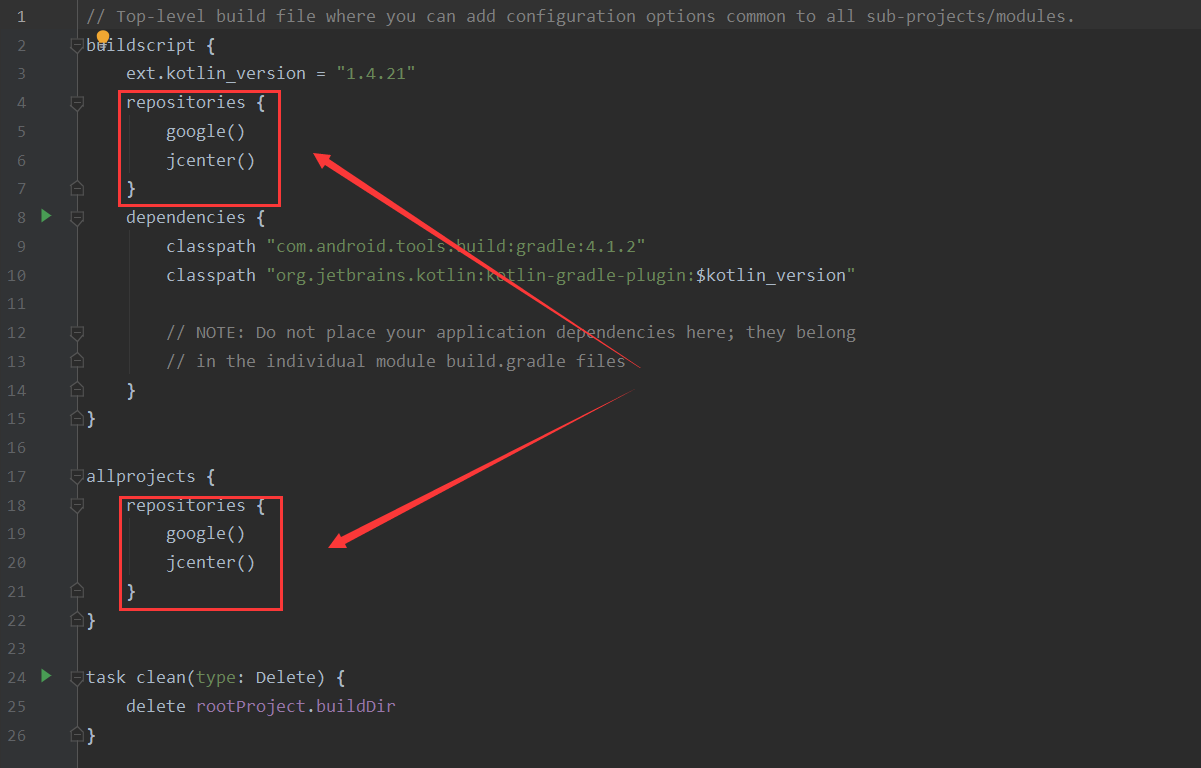 1 // Top-level build file where you can add configuration options common to all sub-projects/modules.
2 buildscript {
3 ext.kotlin_version = "1.4.21"
4 repositories {
5 google()
6 jcenter()
7 }
8 dependencies {
9 classpath "com.android.tools.build:gradle:4.1.2"
10 classpath "org.jetbrains.kotlin:kotlin-gradle-plugin:$kotlin_version"
11
12 // NOTE: Do not place your application dependencies here; they belong
13 // in the individual module build.gradle files
14 }
15 }
16
17 allprojects {
18 repositories {
19 google()
20 jcenter()
21 }
22 }
23
24 task clean(type: Delete) {
25 delete rootProject.buildDir
26 }